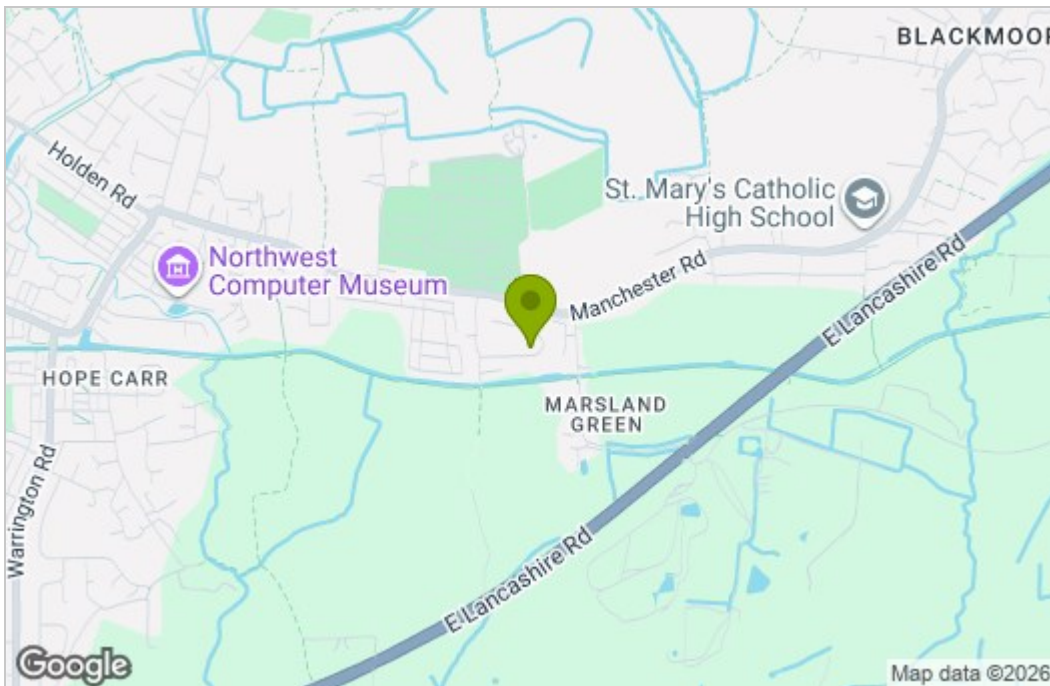 BLACKMOOR
Holden Rd
St. Mary's Catholic
High School
Northwest
Computer Museum
Manchester Rd
E Lancashire Rd
HOPE CARR
MARSLAND
GREEN
Warrington Rd
E Lancashire Rd
Google
Map data ©2026